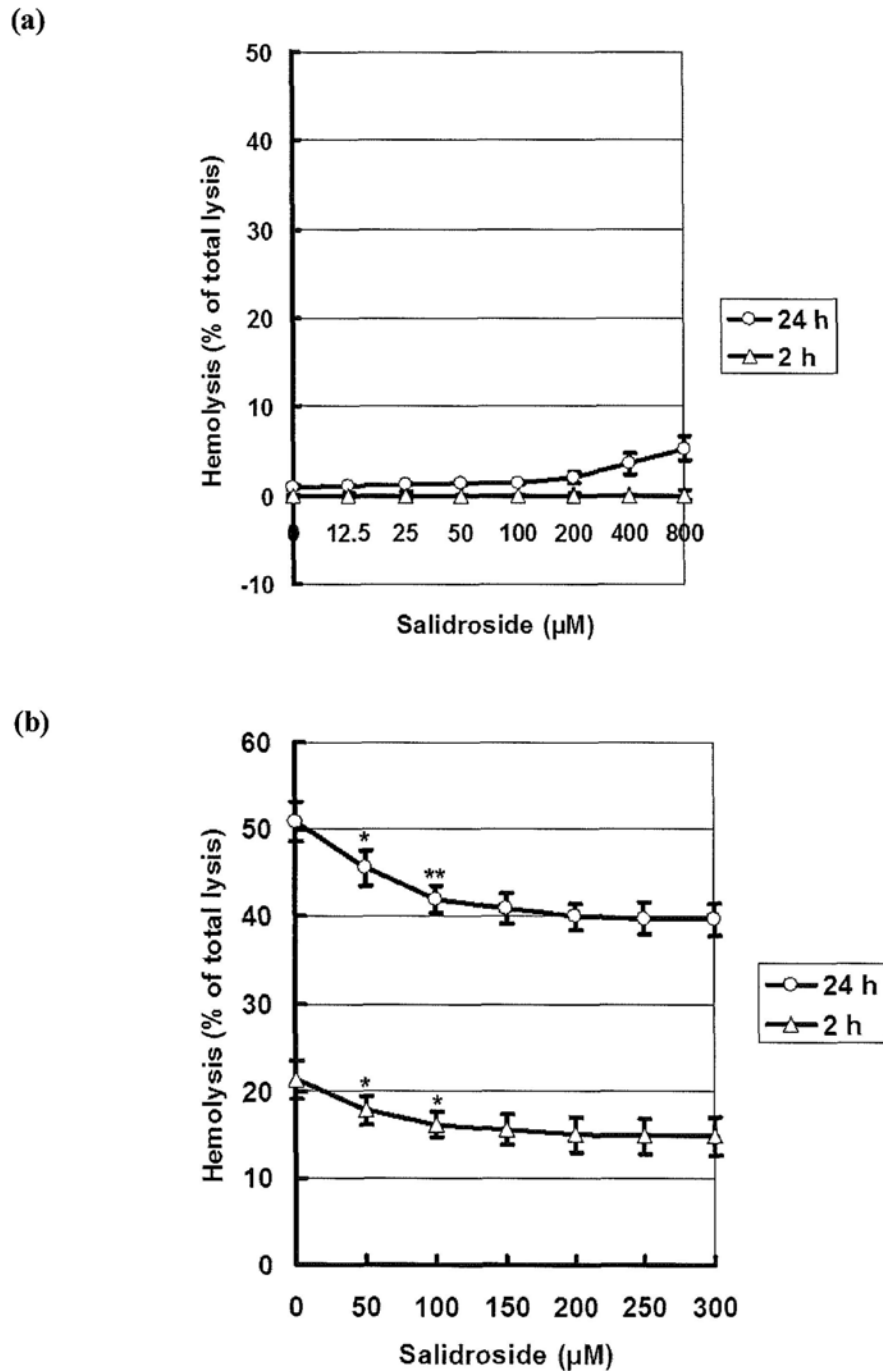 (a)
50
40
30
20
10
0
-10
Hemolysis (% of total lysis)
0 12.5 25 50 100 200 400 800
Salidroside (µM)
24 h
2 h
(b)
60
50
40
30
20
10
0
Hemolysis (% of total lysis)
* **
* *
0 50 100 150 200 250 300
Salidroside (µM)
24 h
2 h